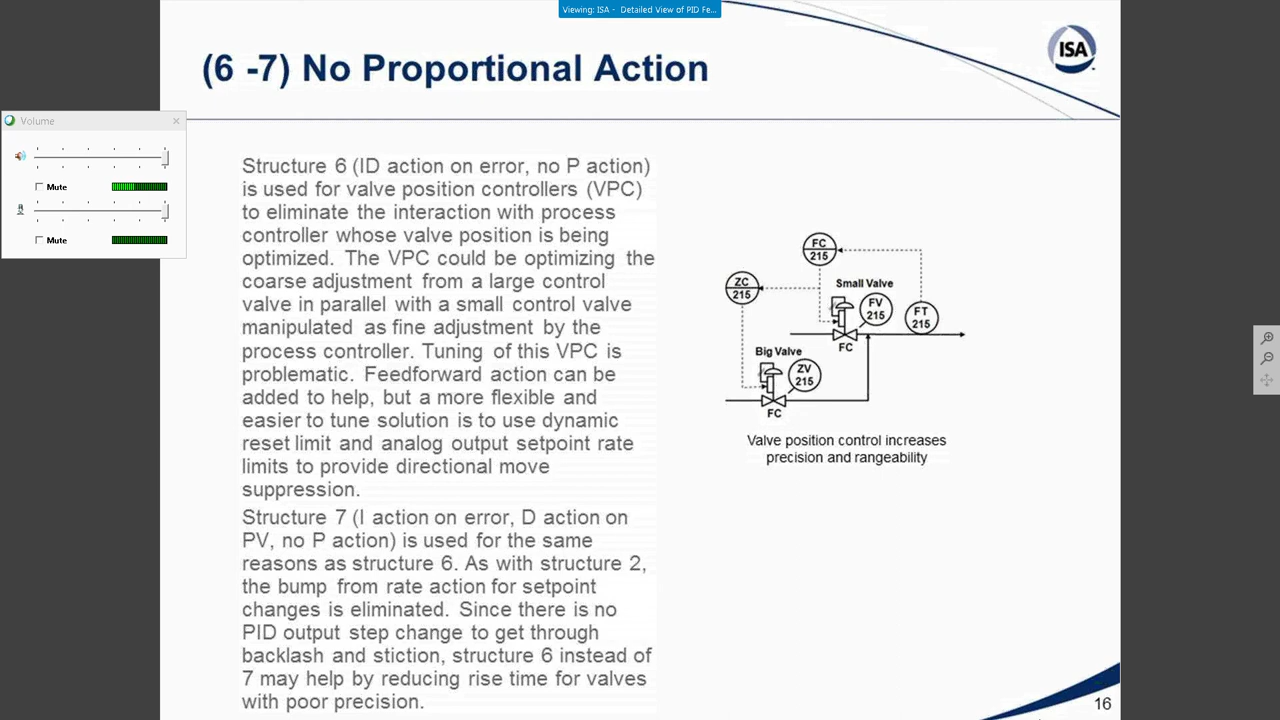 Viewing: ISA - Detailed View of PID Fe...
ISA
(6 -7) No Proportional Action
Volume
Mute
Mute
Structure 6 (ID action on error, no P action)
is used for valve position controllers (VPC)
to eliminate the interaction with process
controller whose valve position is being
optimized. The VPC could be optimizing the
coarse adjustment from a large control
valve in parallel with a small control valve
manipulated as fine adjustment by the
process controller. Tuning of this VPC is
problematic. Feedforward action can be
added to help, but a more flexible and
easier to tune solution is to use dynamic
reset limit and analog output setpoint rate
limits to provide directional move
suppression.
Structure 7 (I action on error, D action on
PV, no P action) is used for the same
reasons as structure 6. As with structure 2,
the bump from rate action for setpoint
changes is eliminated. Since there is no
PID output step change to get through
backlash and stiction, structure 6 instead of
7 may help by reducing rise time for valves
with poor precision.
FC
215
ZC
215
Small Valve
FV
215
FT
215
FC
Big Valve
ZV
215
FC
Valve position control increases
precision and rangeability
16